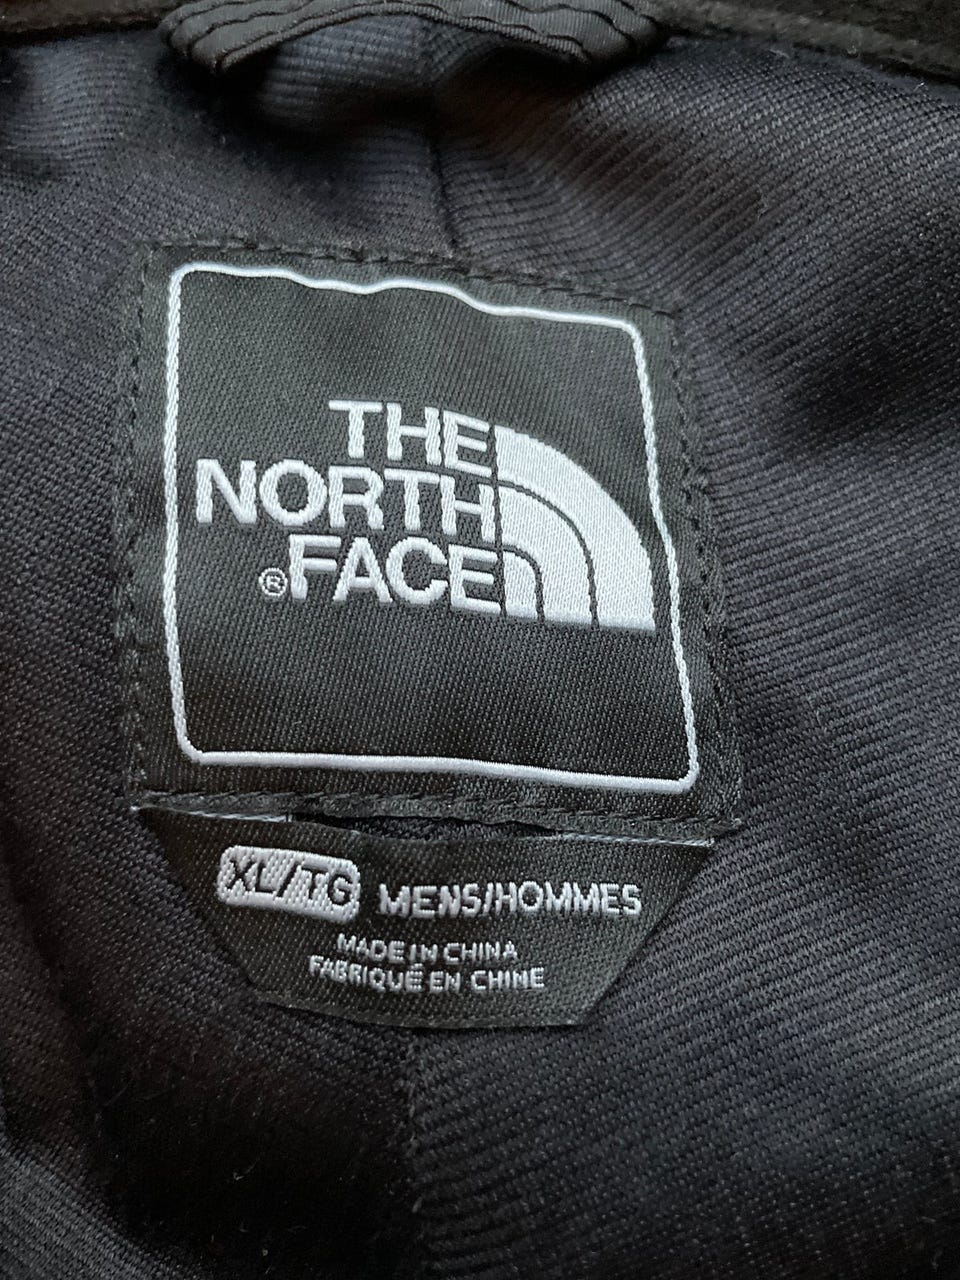 THE
NORTH
®FACE
XL/TG MENS/HOMMES
MADE IN CHINA
FABRIQUÉ EN CHINE